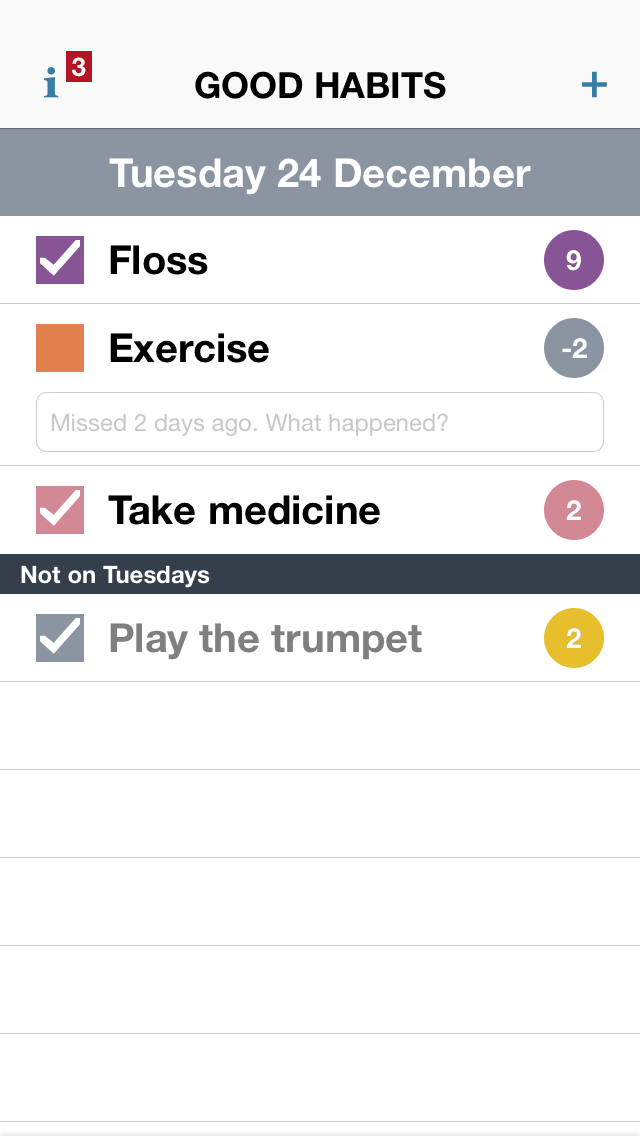 i 3
GOOD HABITS
+
Tuesday 24 December
Floss 9
Exercise -2
Missed 2 days ago. What happened?
Take medicine 2
Not on Tuesdays
Play the trumpet 2